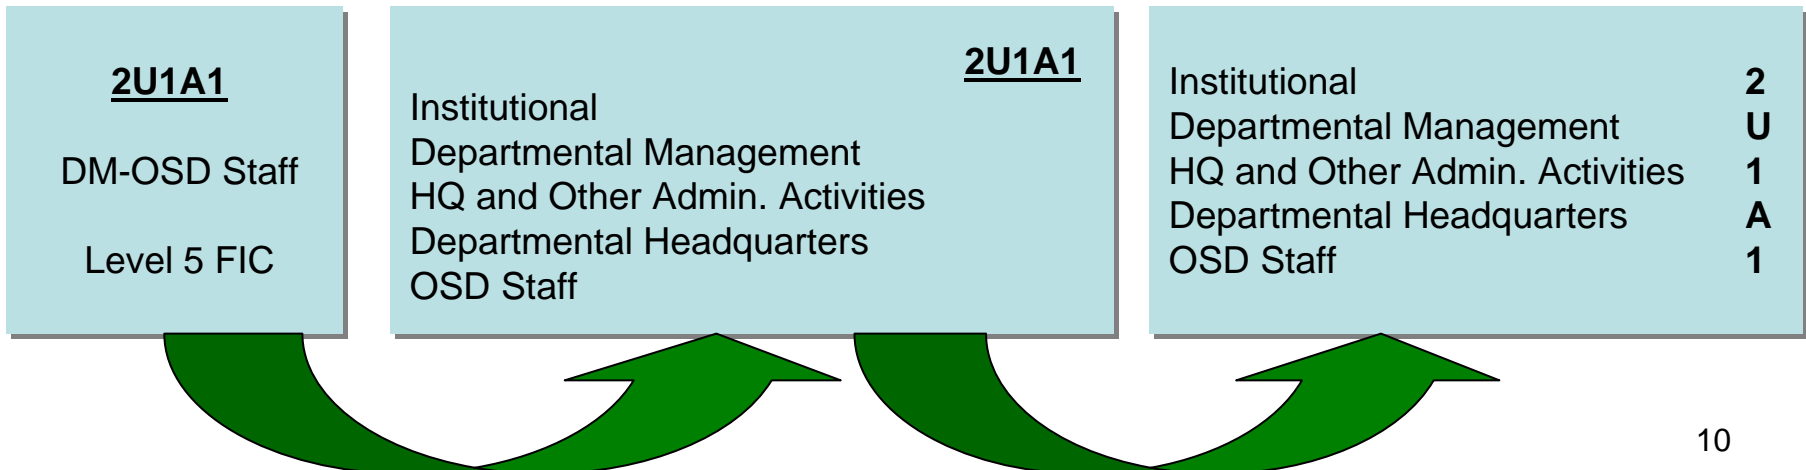 2U1A1
DM-OSD Staff
Level 5 FIC
2U1A1
Institutional
Departmental Management
HQ and Other Admin. Activities
Departmental Headquarters
OSD Staff
Institutional 2
Departmental Management U
HQ and Other Admin. Activities 1
Departmental Headquarters A
OSD Staff 1
10